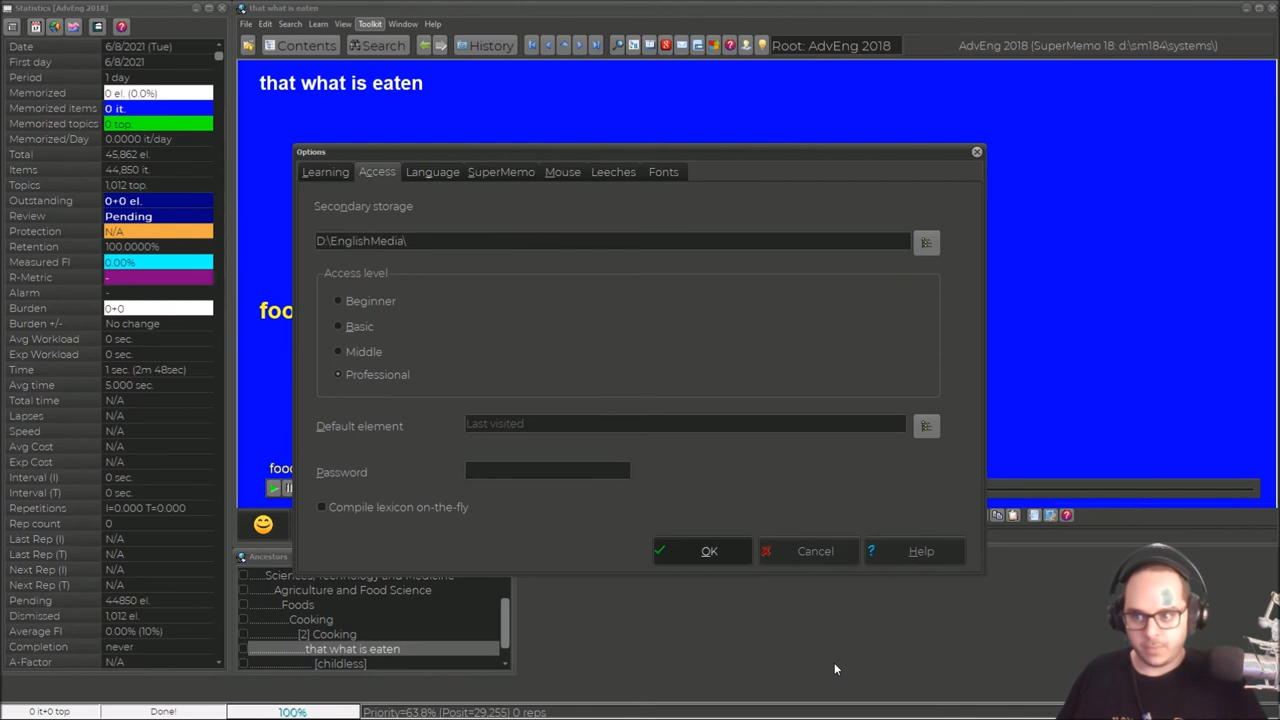 Statistics [AdvEng 2018]
Date 6/8/2021 (Tue)
First day 6/8/2021
Period 1 day
Memorized 0 el. (0.0%)
Memorized items 0 it.
Memorized topics 0 top.
Memorized/Day 0.0000 it/day
Total 45,862 el.
Items 44,850 it.
Topics 1,012 top.
Outstanding 0+0 el.
Review Pending
Protection N/A
Retention 100.0000%
Measured FI 0.00%
R-Metric -
Alarm -
Burden 0+0
Burden +/- No change
Avg Workload 0 sec.
Exp Workload 0 sec.
Time 1 sec. (2m 48sec)
Avg time 5.000 sec.
Total time N/A
Lapses N/A
Speed N/A
Avg Cost N/A
Exp Cost N/A
Interval (I) 0 sec.
Interval (T) 0 sec.
Repetitions I=0.000 T=0.000
Rep count 0
Last Rep (I) N/A
Last Rep (T) N/A
Next Rep (I) N/A
Next Rep (T) N/A
Pending 44850 el.
Dismissed 1,012 el.
Average FI 0.00% (10%)
Completion never
A-Factor N/A
that what is eaten
File Edit Search Learn View Toolkit Window Help
Contents Search History Root: AdvEng 2018 AdvEng 2018 (SuperMemo 18: d:\sm184\systems\)
that what is eaten
foo
food
Options
Learning Access Language SuperMemo Mouse Leeches Fonts
Secondary storage
D:\EnglishMedia\
Access level
Beginner
Basic
Middle
Professional
Default element Last visited
Password
Compile lexicon on-the-fly
OK Cancel Help
Ancestors
Sciences, Technology and Medicine
Agriculture and Food Science
Foods
Cooking
[2] Cooking
that what is eaten
[childless]
0 it+0 top Done! 100% Priority=63.8% (Posit=29,255) 0 reps